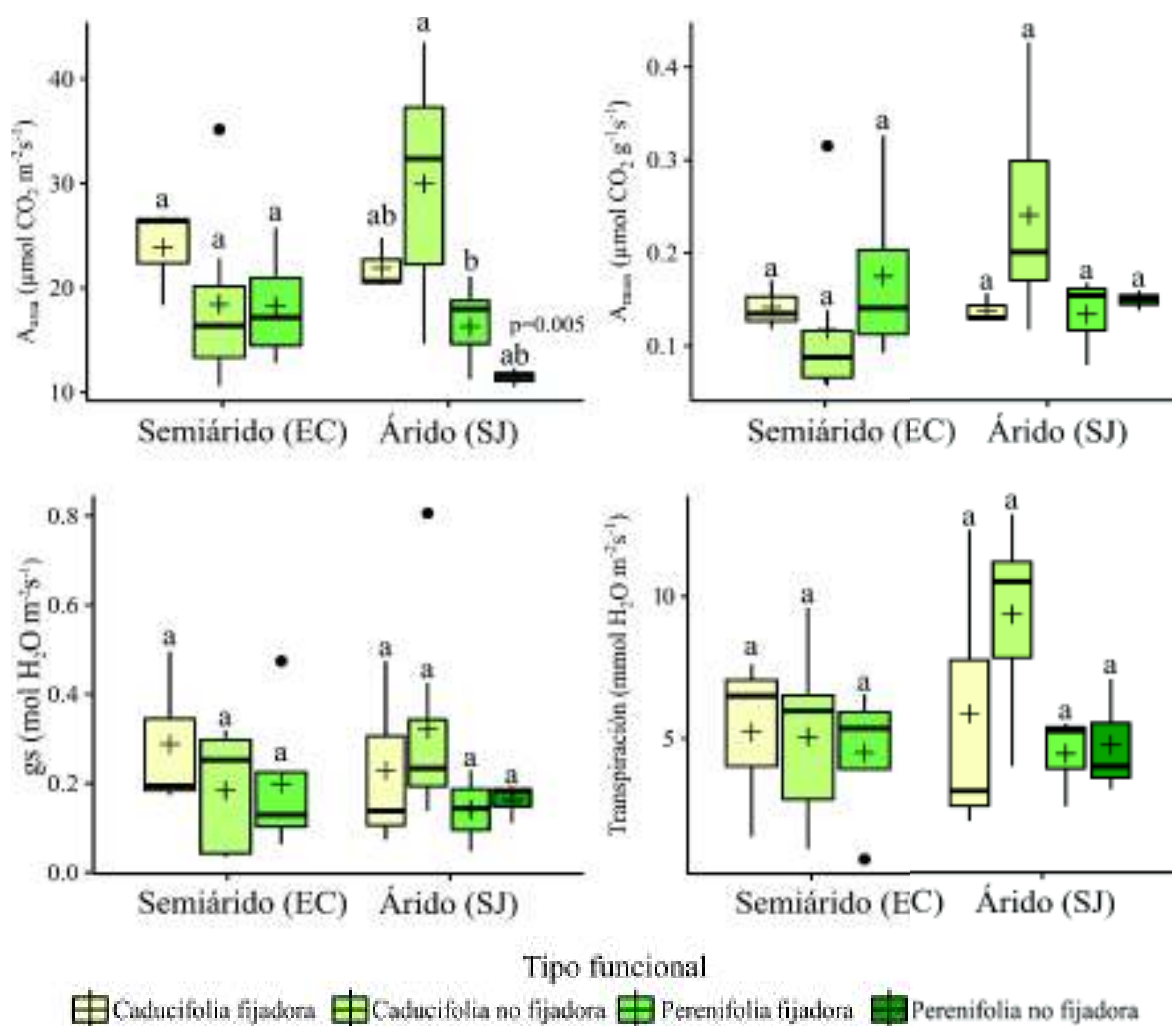 A_area (µmol CO₂ m⁻²s⁻¹)
40
30
20
10
a
a
a
ab
a
b
p=0.005
ab
Semiárido (EC)
Árido (SJ)
A_mass (µmol CO₂ g⁻¹s⁻¹)
0.4
0.3
0.2
0.1
a
a
a
a
a
a
a
Semiárido (EC)
Árido (SJ)
gs (mol H₂O m⁻²s⁻¹)
0.8
0.6
0.4
0.2
0.0
a
a
a
a
a
a
a
Semiárido (EC)
Árido (SJ)
Transpiración (mmol H₂O m⁻²s⁻¹)
10
5
a
a
a
a
a
a
a
Semiárido (EC)
Árido (SJ)
Tipo funcional
Caducifolia fijadora
Caducifolia no fijadora
Perenifolia fijadora
Perenifolia no fijadora